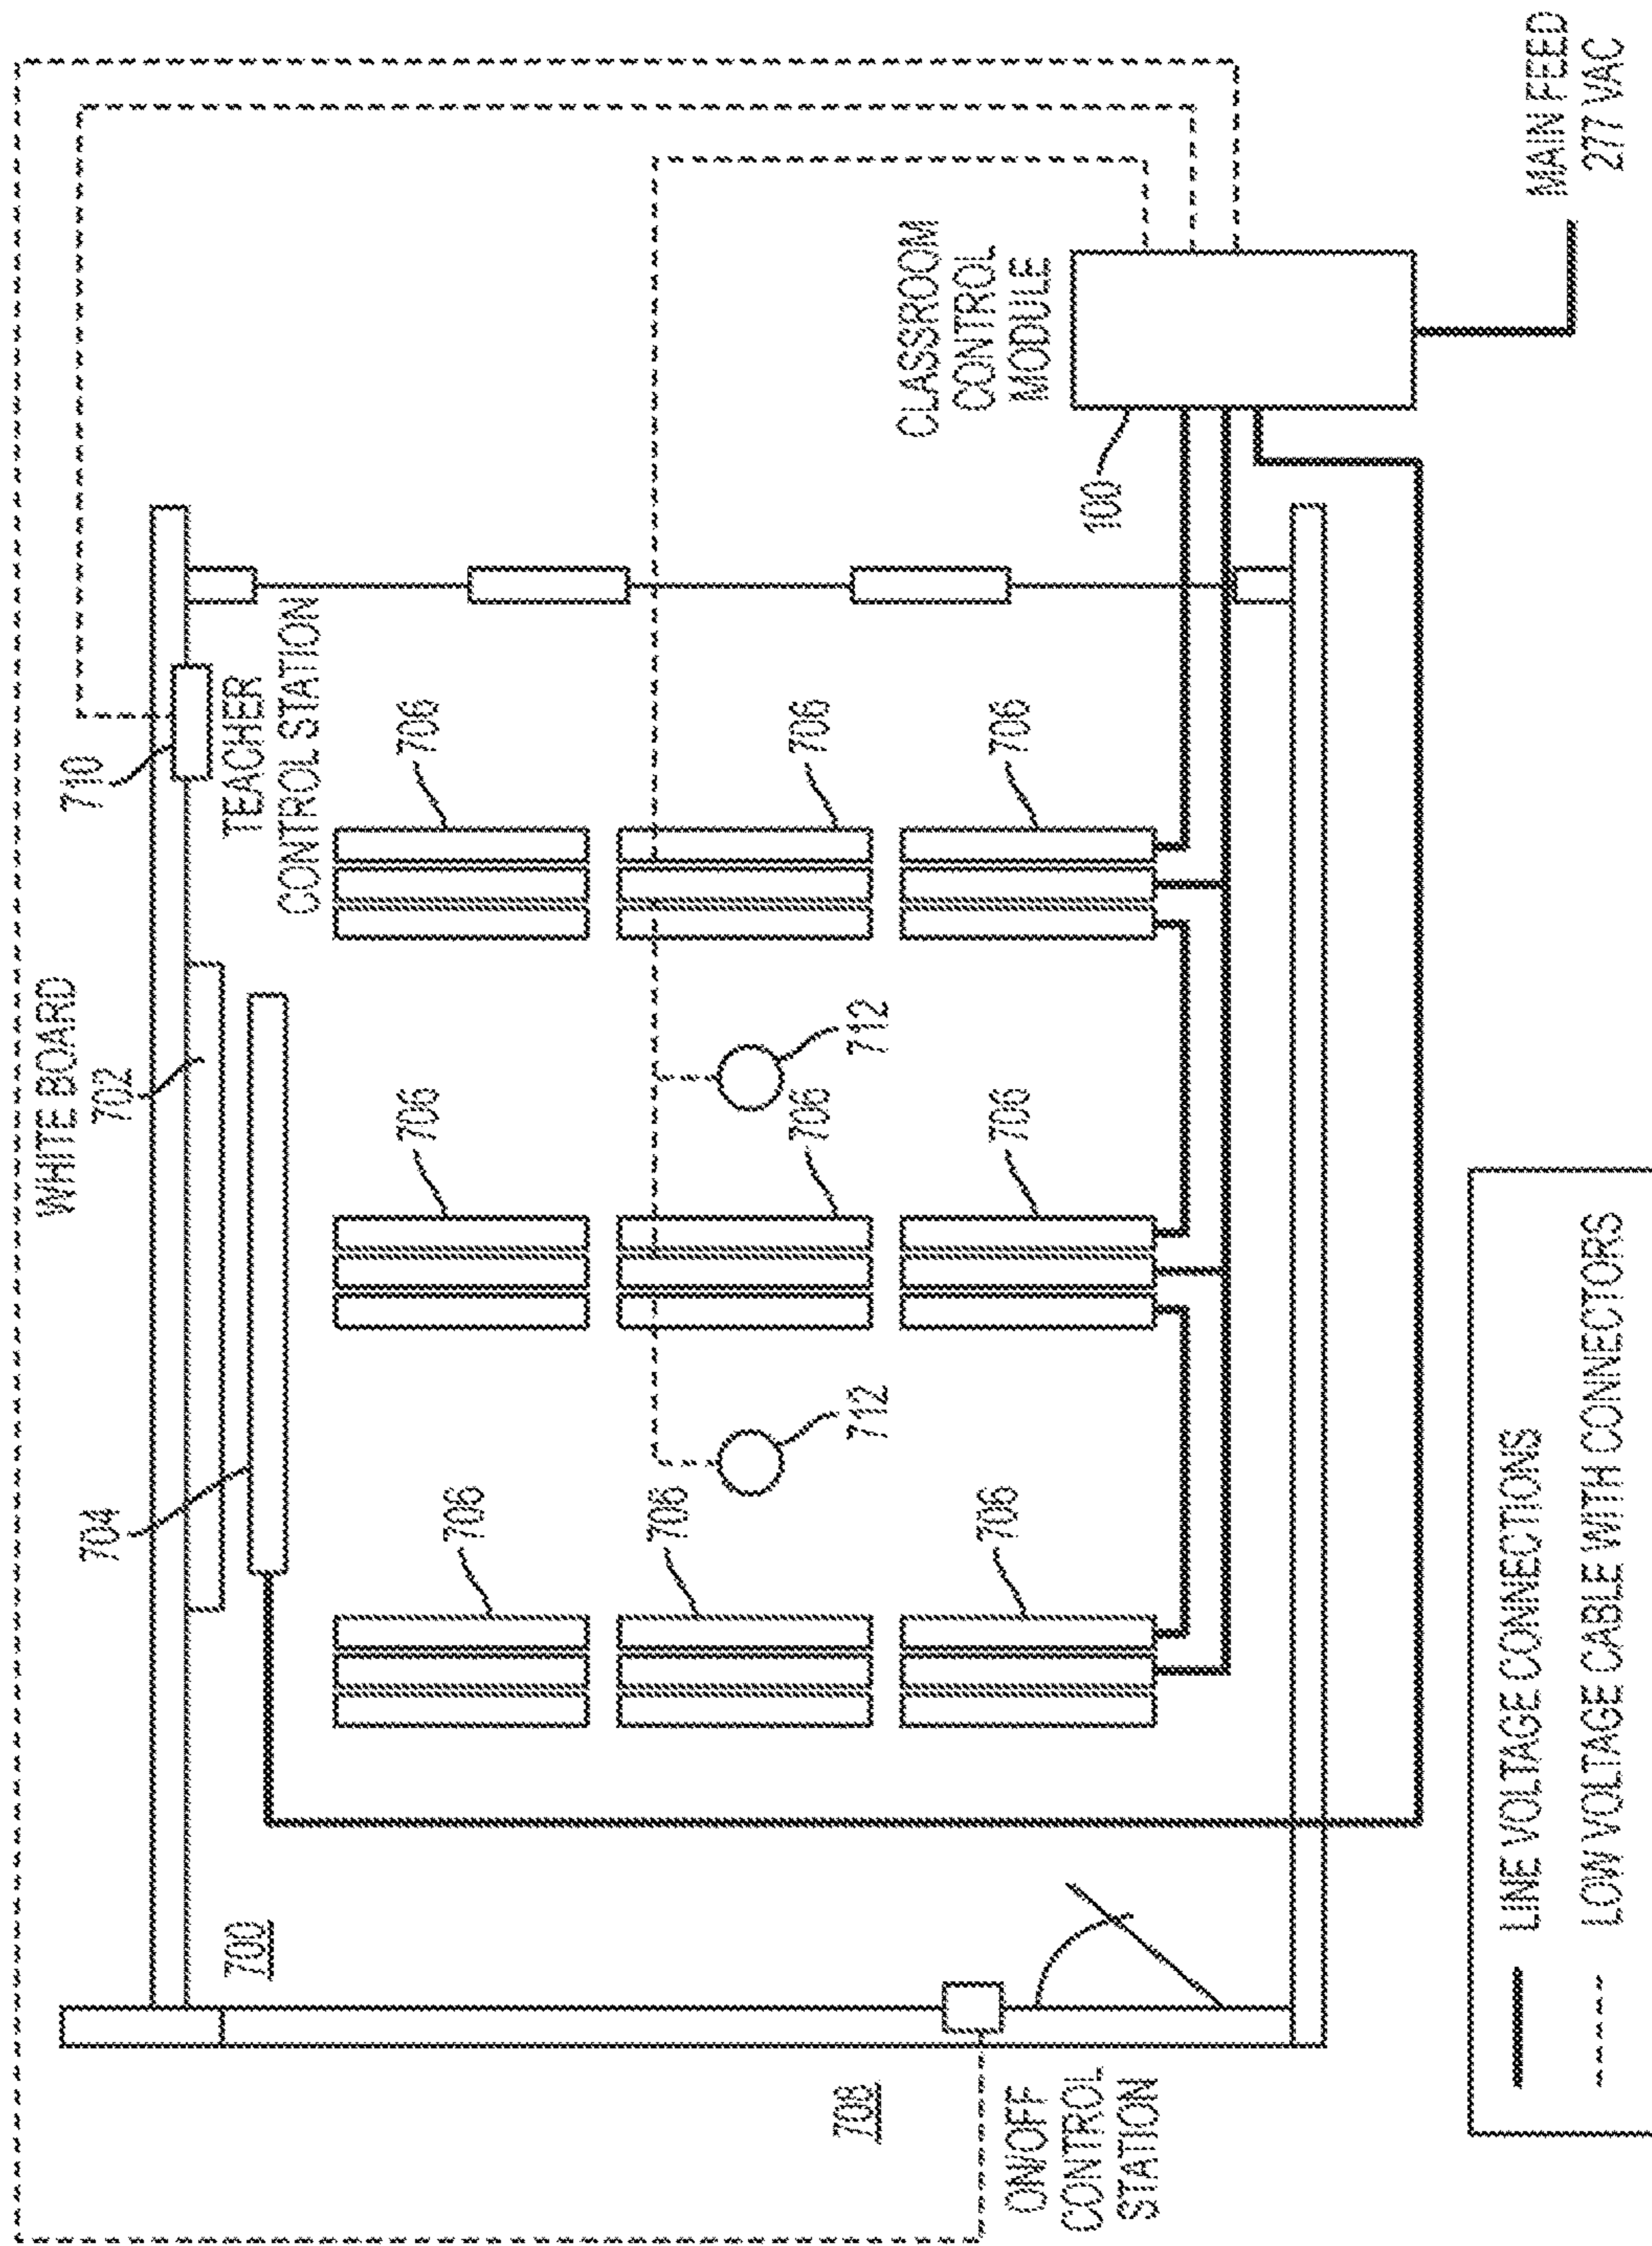 WHITE BOARD
704
702
710
700
TEACHER
CONTROL STATION
706
706
706
706
706
706
708
712
712
ON/OFF
CONTROL
STATION
706
706
706
CLASSROOM
CONTROL
MODULE
100
LINE VOLTAGE CONNECTIONS
LOW VOLTAGE CABLE WITH CONNECTORS
MAIN FEED
277 VAC